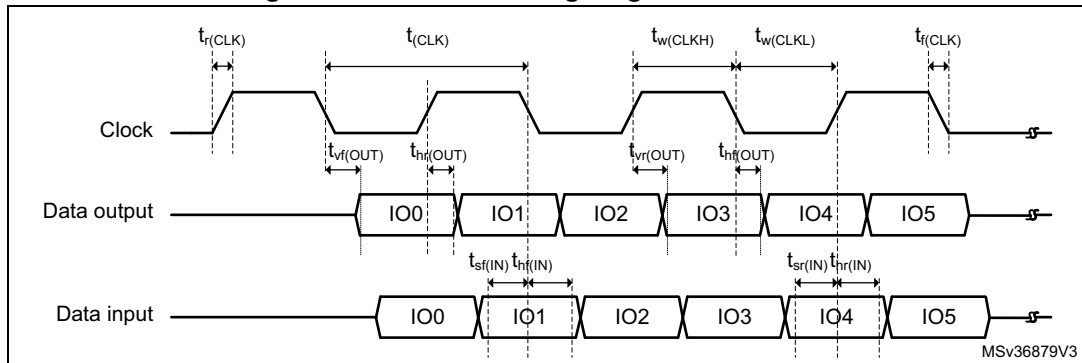 t_r(CLK) t_(CLK) t_w(CLKH) t_w(CLKL) t_f(CLK)
Clock
t_vf(OUT) t_hr(OUT) t_vr(OUT) t_hf(OUT)
Data output IO0 IO1 IO2 IO3 IO4 IO5
t_sf(IN) t_hf(IN) t_sr(IN) t_hr(IN)
Data input IO0 IO1 IO2 IO3 IO4 IO5
MSv36879V3